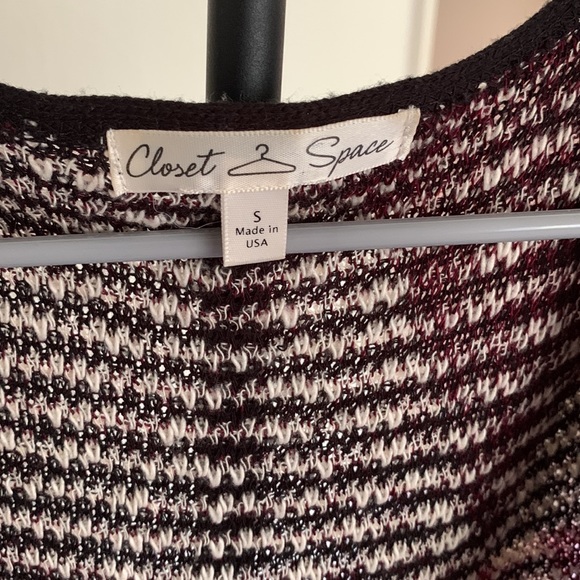 Closet Space
S
Made in
USA